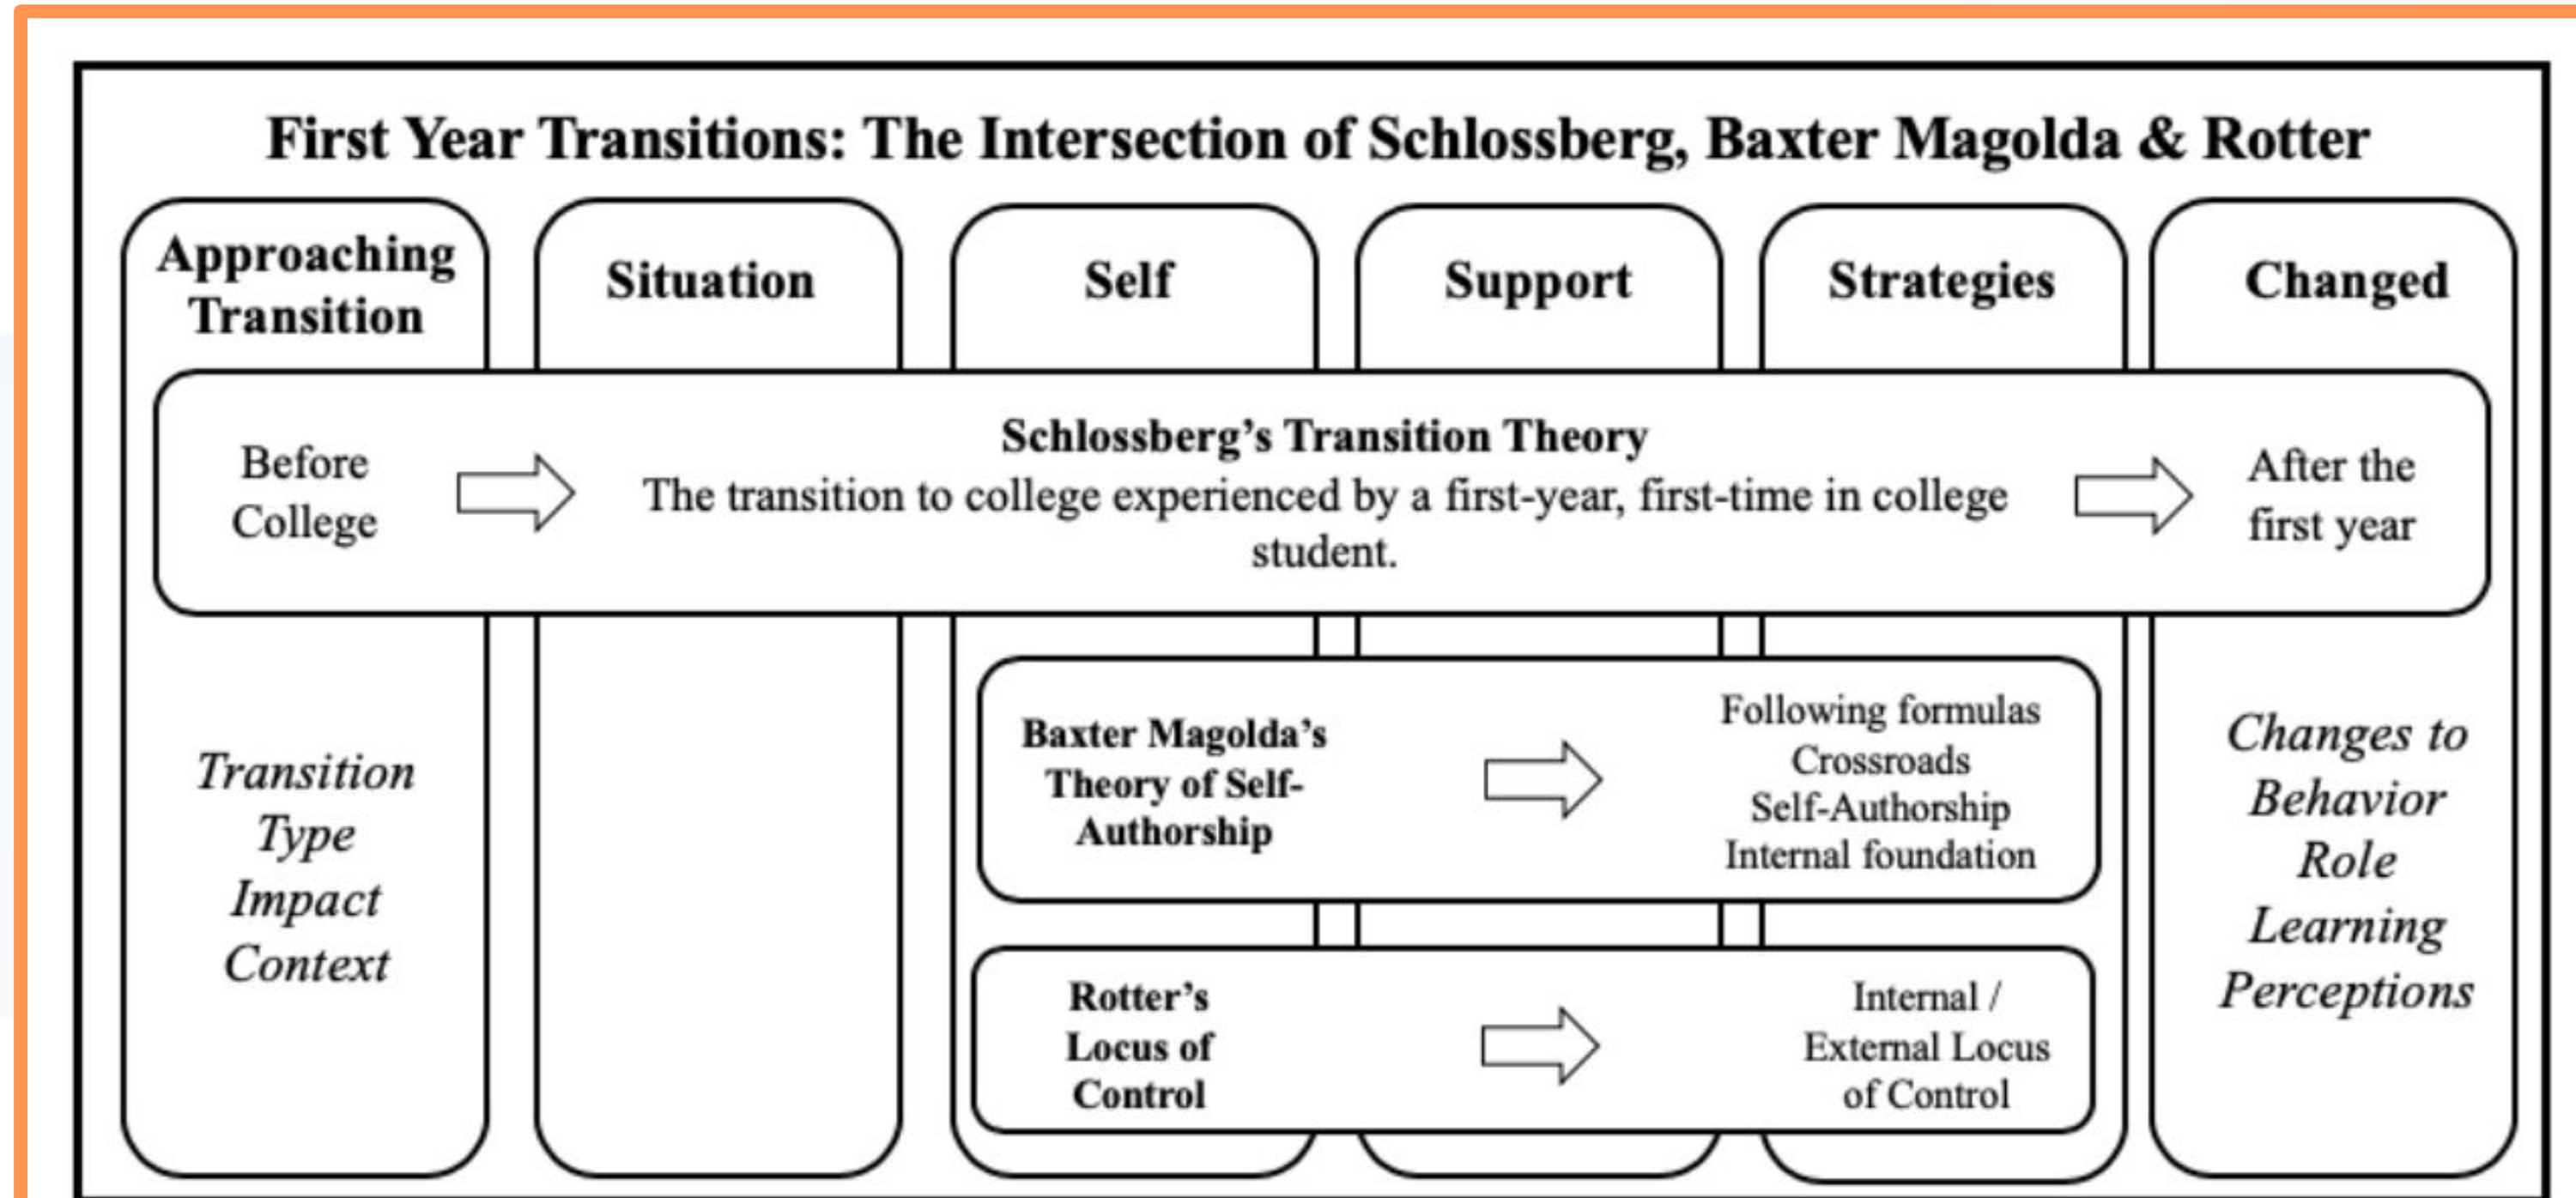 First Year Transitions: The Intersection of Schlossberg, Baxter Magolda & Rotter
Approaching
Transition
Situation
Self
Support
Strategies
Changed
Before
College
Schlossberg’s Transition Theory
The transition to college experienced by a first-year, first-time in college
student.
After the
first year
Transition
Type
Impact
Context
Baxter Magolda’s
Theory of Self-
Authorship
Following formulas
Crossroads
Self-Authorship
Internal foundation
Rotter’s
Locus of
Control
Internal /
External Locus
of Control
Changes to
Behavior
Role
Learning
Perceptions